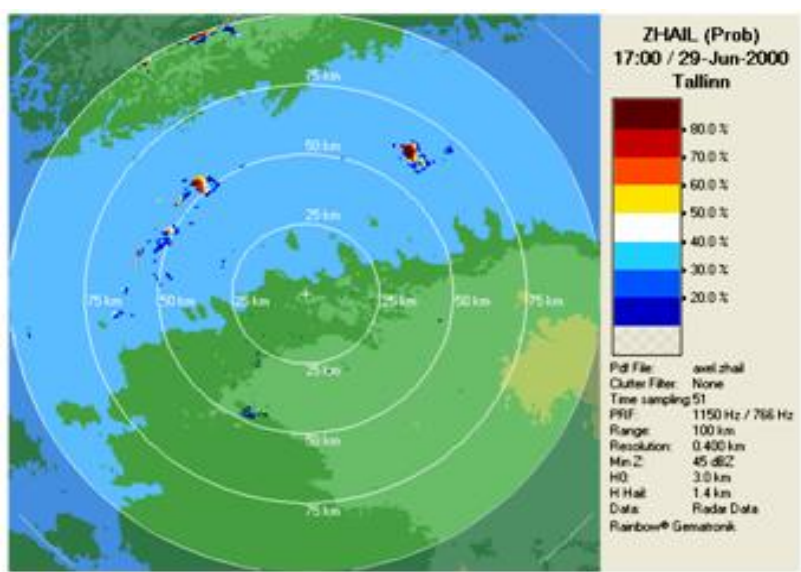 ZHAIL (Prob)
17:00 / 29-Jun-2000
Tallinn
80.0 %
70.0 %
60.0 %
50.0 %
40.0 %
30.0 %
20.0 %
Pdf File: axel.zhail
Clutter Filter: None
Time sampling: 51
PRF: 1150 Hz / 766 Hz
Range: 100 km
Resolution: 0.400 km
Min Z: 45 dBZ
H0: 3.0 km
H Hail: 1.4 km
Data: Radar Data
Rainbow® Gematronik
75 km
50 km
25 km
75 km 50 km 25 km 25 km 50 km 75 km
25 km
50 km
75 km